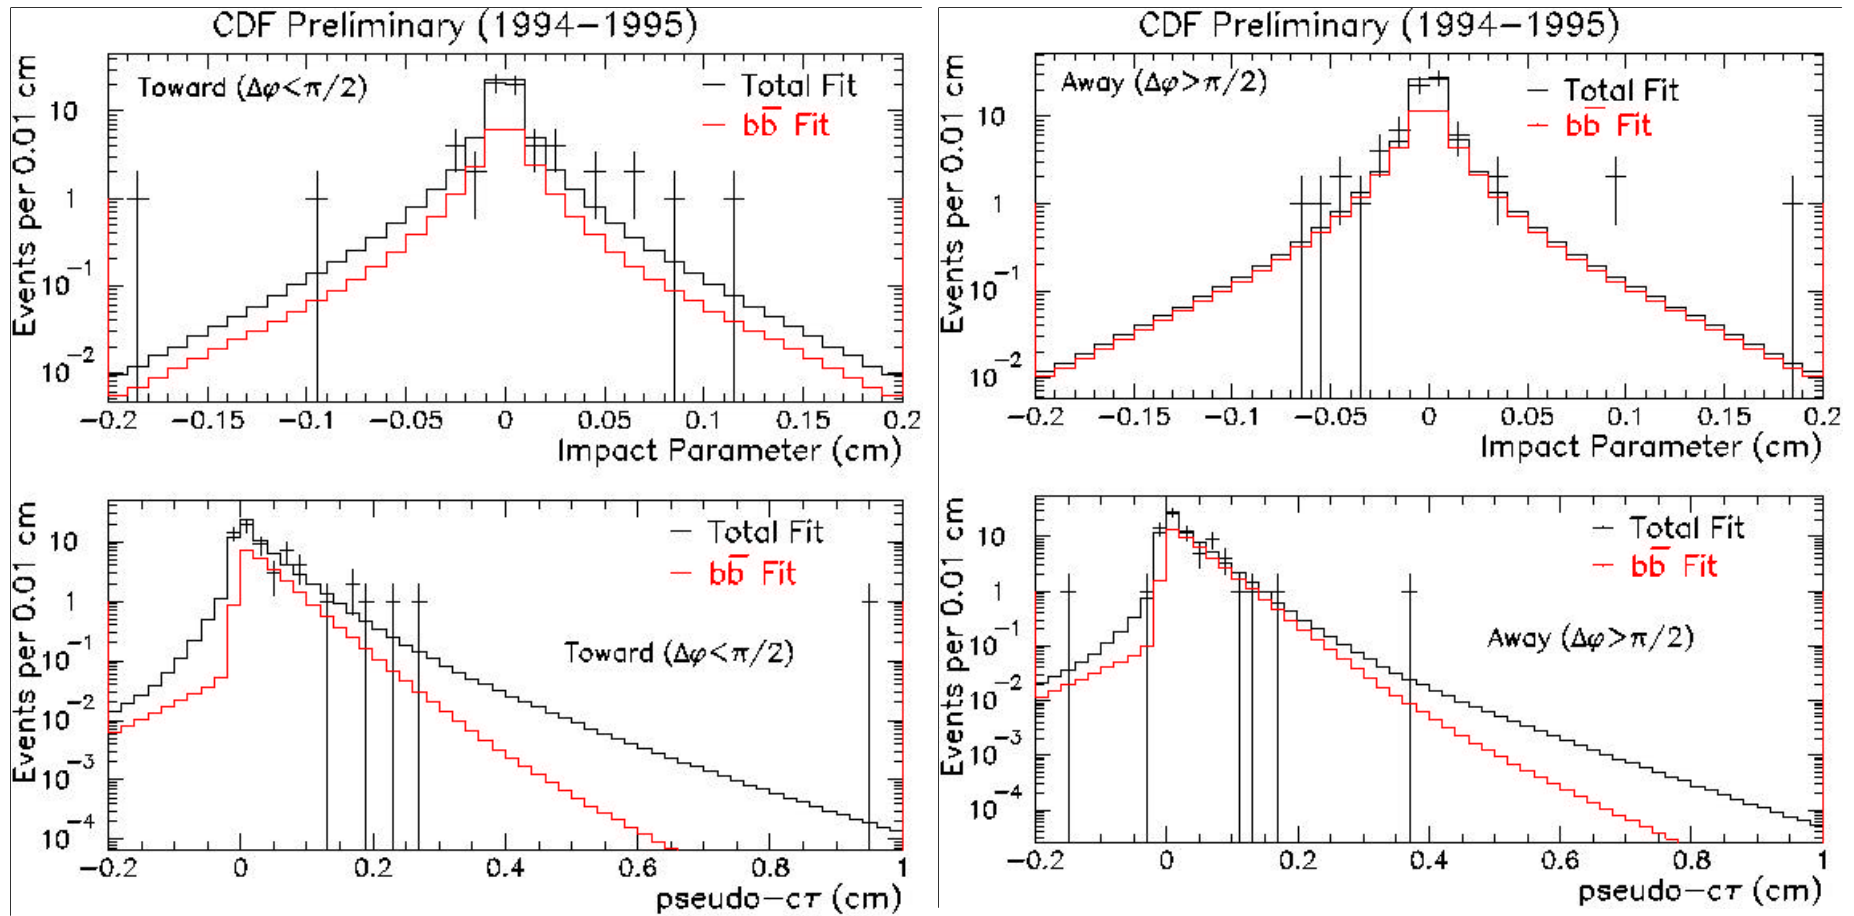 CDF Preliminary (1994−1995)
Events per 0.01 cm
Toward (Δφ<π/2)
Total Fit
bb̅ Fit
10
1
10⁻¹
10⁻²
−0.2 −0.15 −0.1 −0.05 0 0.05 0.1 0.15 0.2
Impact Parameter (cm)
CDF Preliminary (1994−1995)
Events per 0.01 cm
Away (Δφ>π/2)
Total Fit
bb̅ Fit
10
1
10⁻¹
10⁻²
−0.2 −0.15 −0.1 −0.05 0 0.05 0.1 0.15 0.2
Impact Parameter (cm)
Events per 0.01 cm
Total Fit
bb̅ Fit
Toward (Δφ<π/2)
10
1
10⁻¹
10⁻²
10⁻³
10⁻⁴
−0.2 0 0.2 0.4 0.6 0.8 1
pseudo−cτ (cm)
Events per 0.01 cm
Total Fit
bb̅ Fit
Away (Δφ>π/2)
10
1
10⁻¹
10⁻²
10⁻³
10⁻⁴
−0.2 0 0.2 0.4 0.6 0.8 1
pseudo−cτ (cm)